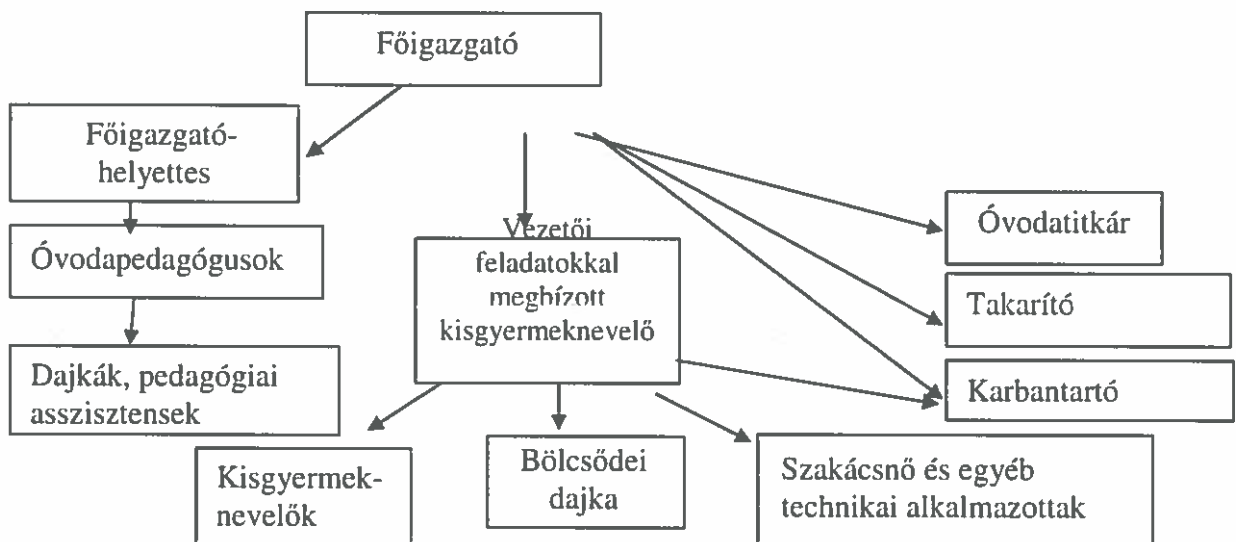 Főigazgató
Főigazgató-
helyettes
Óvodapedagógusok
Dajkák, pedagógiai
asszisztensek
Vezetői
feladatokkal
megbízott
kisgyermeknevelő
Óvodatitkár
Takarító
Karbantartó
Kisgyermek-
nevelők
Bölcsődei
dajka
Szakácsnő és egyéb
technikai alkalmazottak